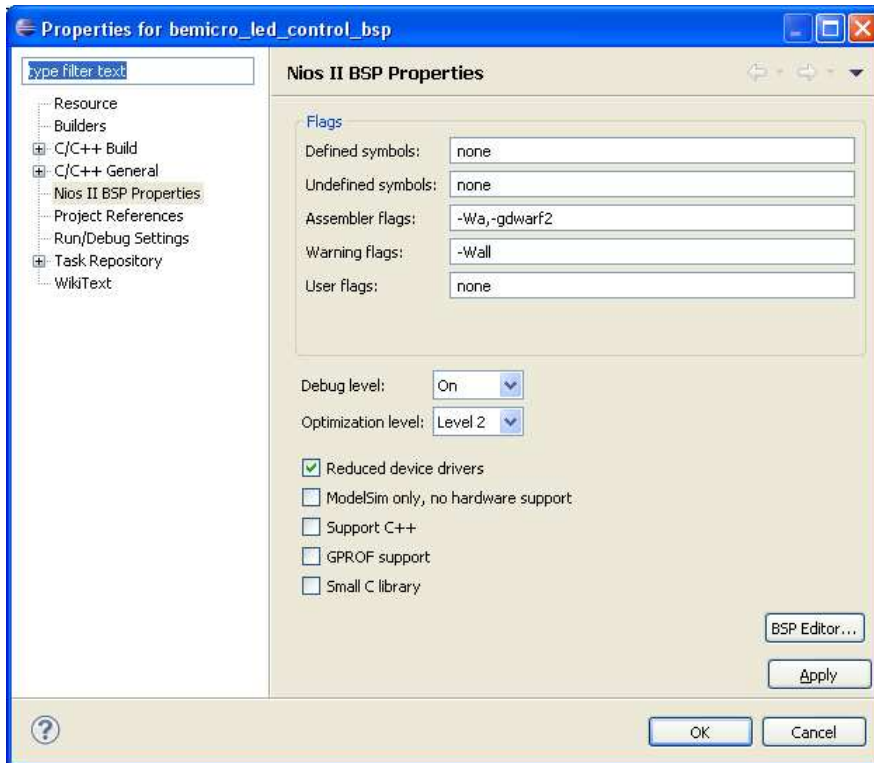 Properties for bemicro_led_control_bsp
type filter text
Resource
Builders
C/C++ Build
C/C++ General
Nios II BSP Properties
Project References
Run/Debug Settings
Task Repository
WikiText
Nios II BSP Properties
Flags
Defined symbols: none
Undefined symbols: none
Assembler flags: -Wa,-gdwarf2
Warning flags: -Wall
User flags: none
Debug level: On
Optimization level: Level 2
Reduced device drivers
ModelSim only, no hardware support
Support C++
GPROF support
Small C library
BSP Editor...
Apply
? OK Cancel